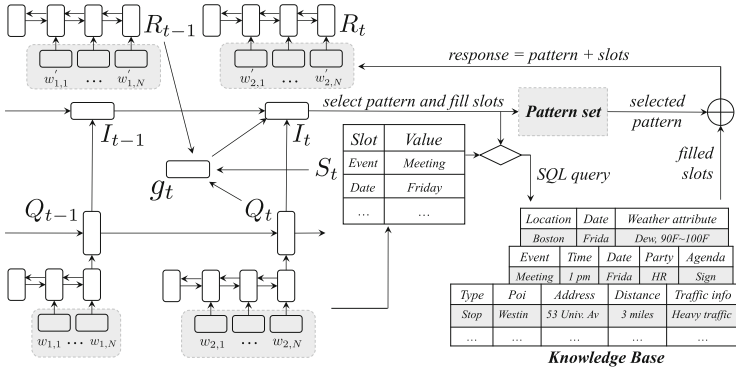 R_{t-1}
R_t
response = pattern + slots
w'_{1,1} ... w'_{1,N}
w'_{2,1} ... w'_{2,N}
select pattern and fill slots
Pattern set
selected pattern
I_{t-1}
I_t
Slot Value
Event Meeting
Date Friday
... ...
filled slots
SQL query
g_t
S_t
Q_{t-1}
Q_t
Location Date Weather attribute
Boston Frida Dew, 90F~100F
Event Time Date Party Agenda
Meeting 1 pm Frida HR Sign
Type Poi Address Distance Traffic info
Stop Westin 53 Univ. Av 3 miles Heavy traffic
... ... ... ... ...
w_{1,1} ... w_{1,N}
w_{2,1} ... w_{2,N}
Knowledge Base